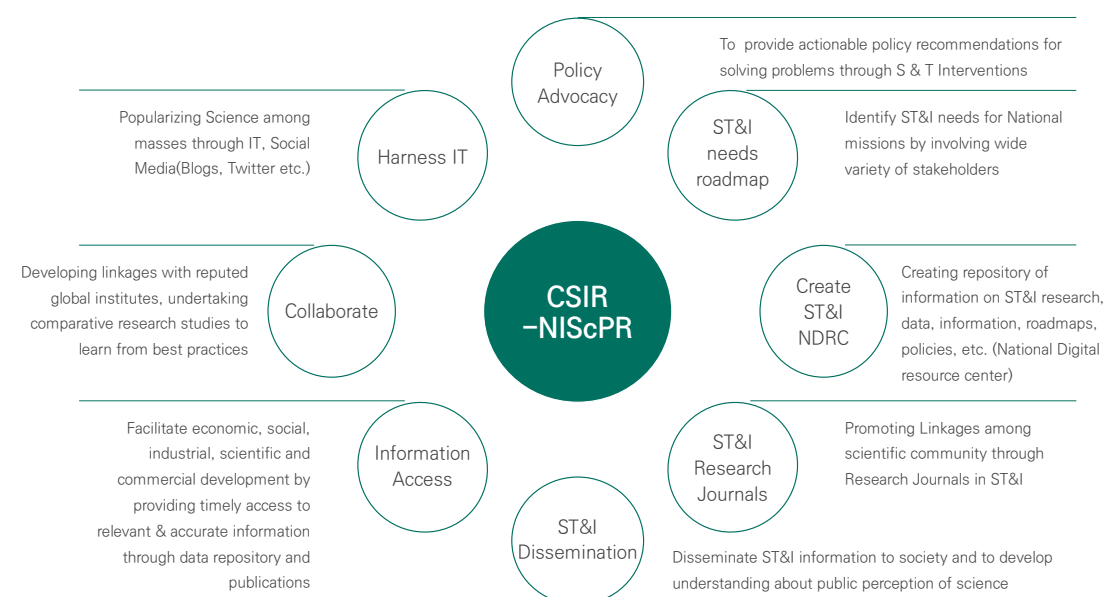 Policy
Advocacy
To provide actionable policy recommendations for
solving problems through S & T Interventions
ST&I
needs
roadmap
Identify ST&I needs for National
missions by involving wide
variety of stakeholders
Create
ST&I
NDRC
Creating repository of
information on ST&I research,
data, information, roadmaps,
policies, etc. (National Digital
resource center)
ST&I
Research
Journals
Promoting Linkages among
scientific community through
Research Journals in ST&I
ST&I
Dissemination
Disseminate ST&I information to society and to develop
understanding about public perception of science
Information
Access
Facilitate economic, social,
industrial, scientific and
commercial development by
providing timely access to
relevant & accurate information
through data repository and
publications
Collaborate
Developing linkages with reputed
global institutes, undertaking
comparative research studies to
learn from best practices
Harness IT
Popularizing Science among
masses through IT, Social
Media(Blogs, Twitter etc.)
CSIR
–NIScPR